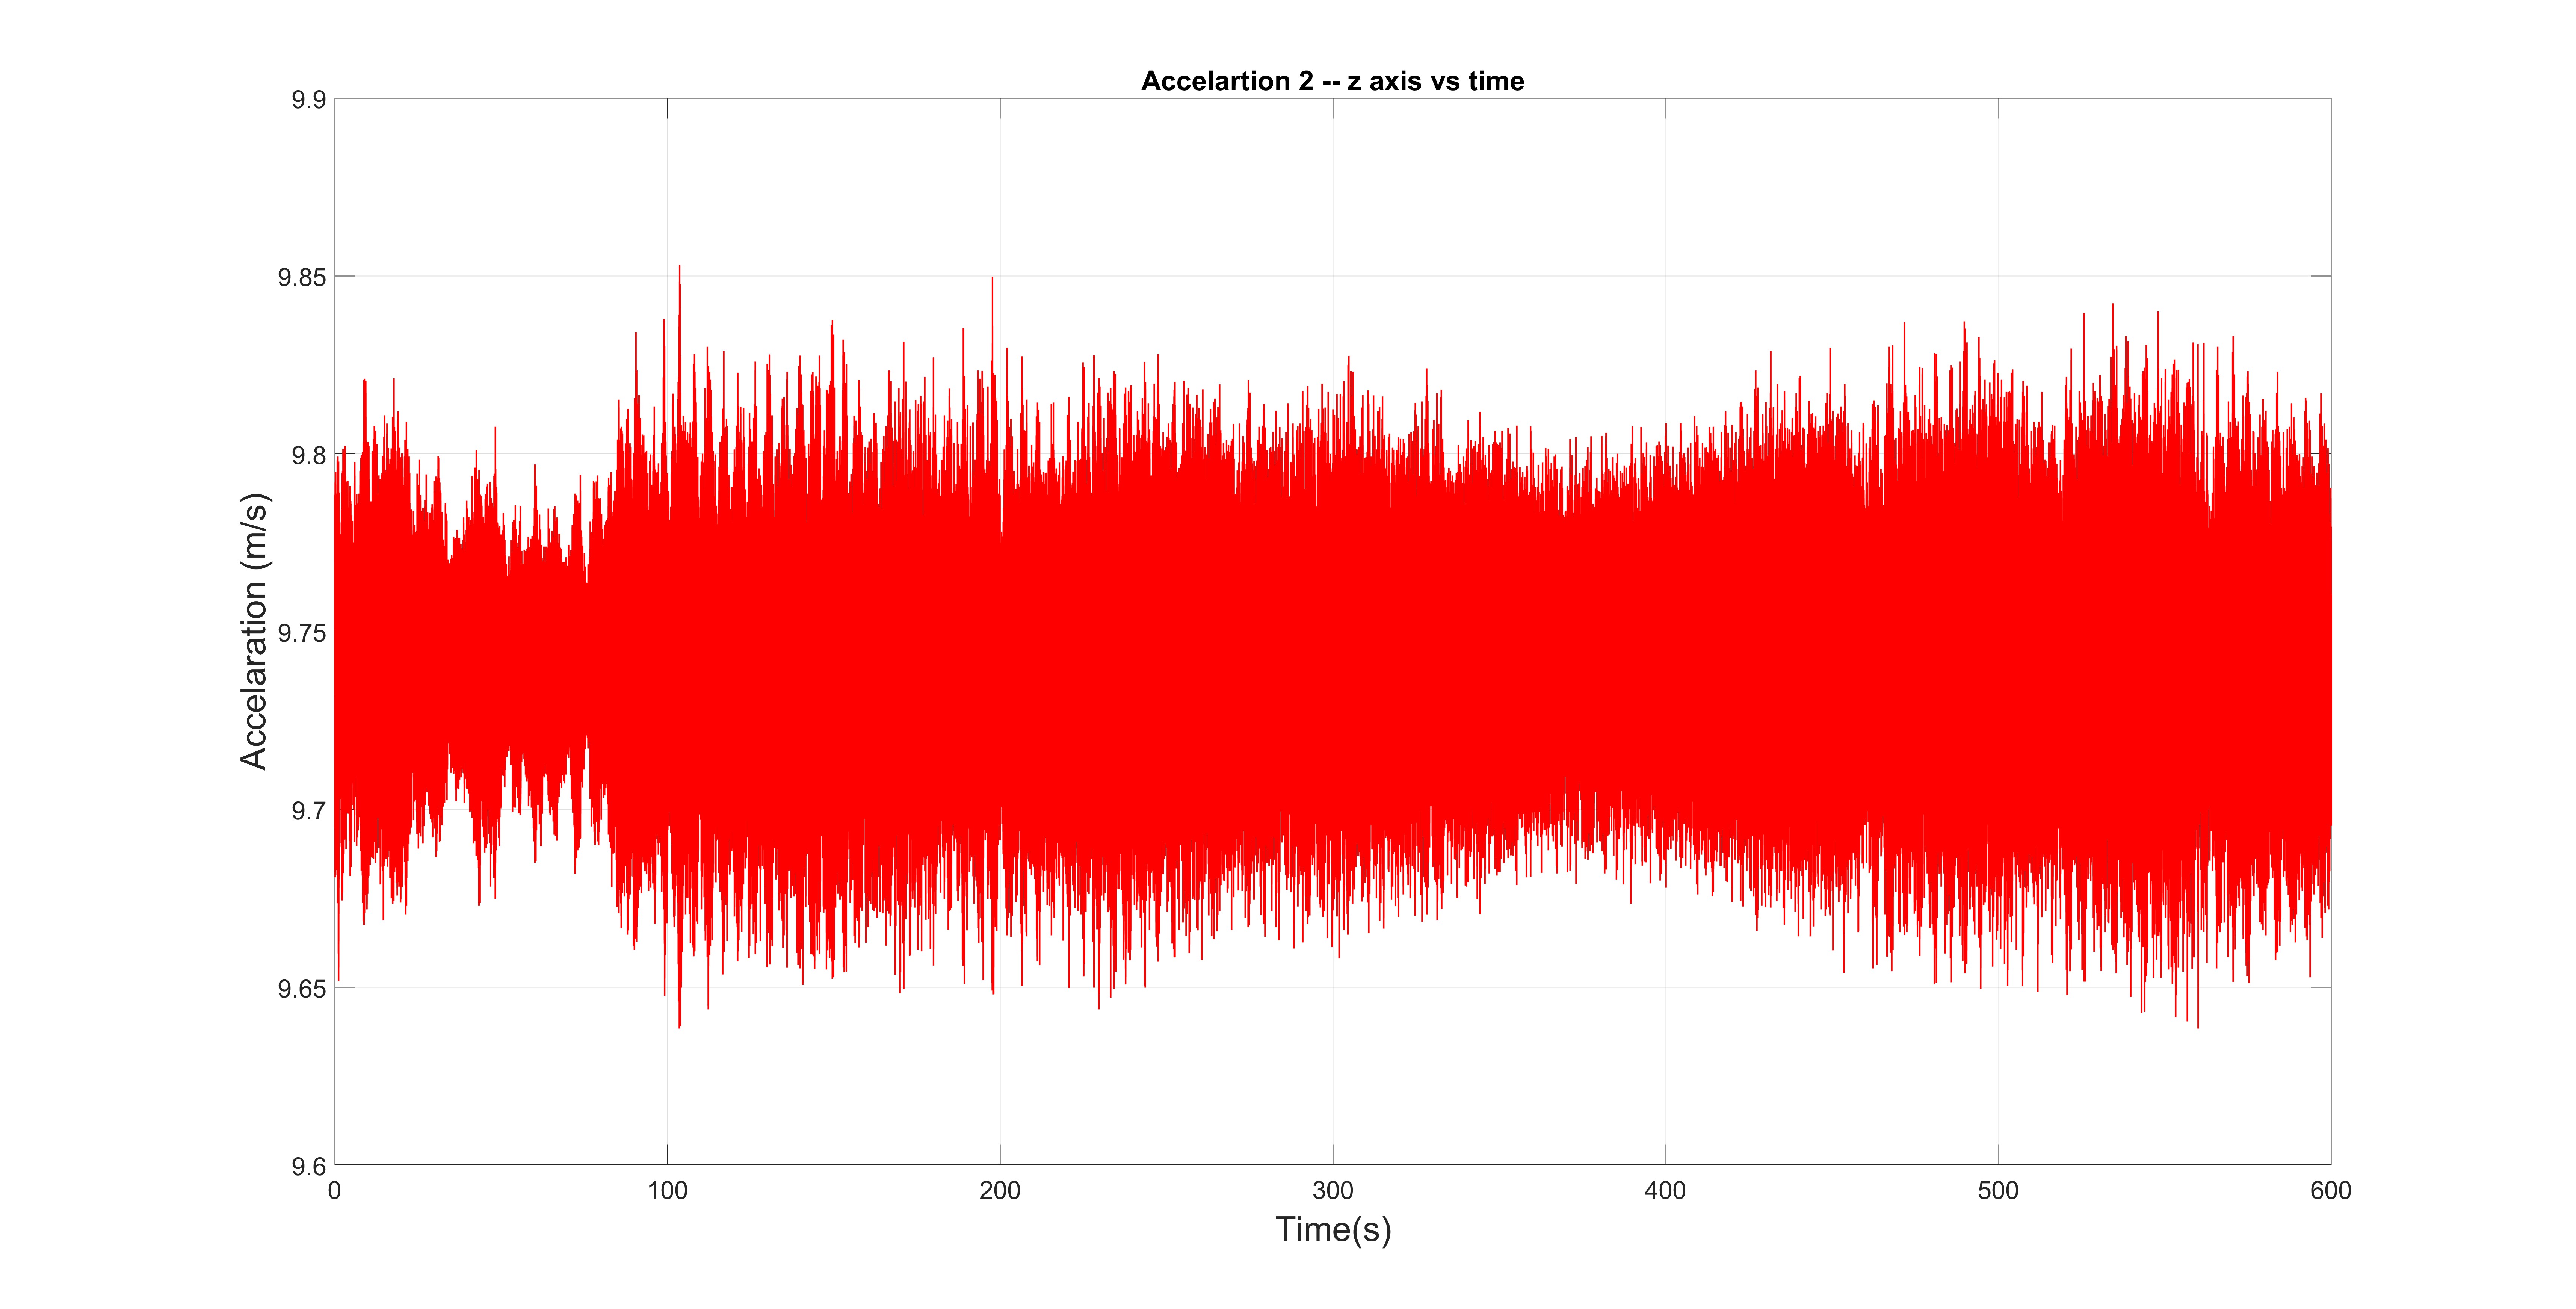 Accelartion 2 -- z axis vs time
9.9
9.85
9.8
9.75
9.7
9.65
9.6
Accelaration (m/s)
0 100 200 300 400 500 600
Time(s)